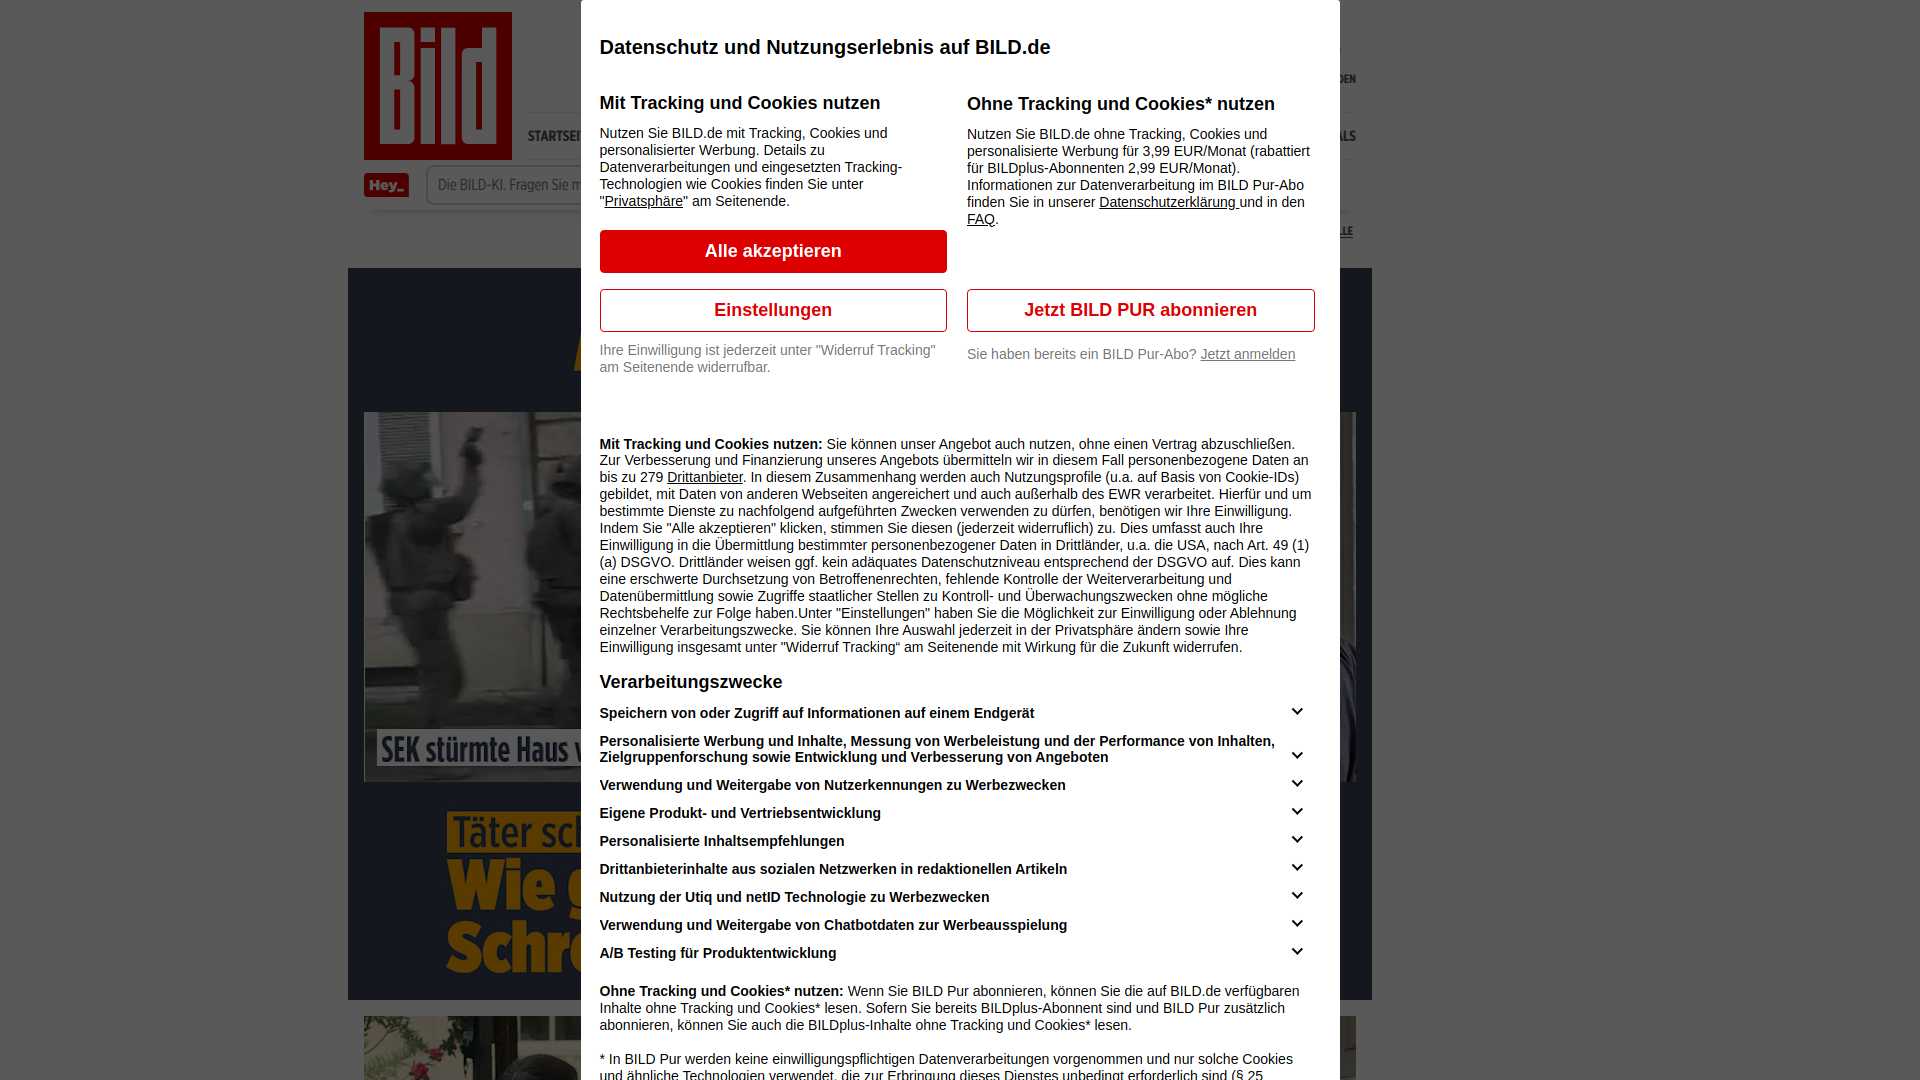 Bild
STARTSEI
Hey_
Die BILD-KI. Fragen Sie m
Datenschutz und Nutzungserlebnis auf BILD.de
Mit Tracking und Cookies nutzen
Nutzen Sie BILD.de mit Tracking, Cookies und
personalisierter Werbung. Details zu
Datenverarbeitungen und eingesetzten Tracking-
Technologien wie Cookies finden Sie unter
"Privatsphäre" am Seitenende.
Alle akzeptieren
Einstellungen
Ihre Einwilligung ist jederzeit unter "Widerruf Tracking"
am Seitenende widerrufbar.
Ohne Tracking und Cookies* nutzen
Nutzen Sie BILD.de ohne Tracking, Cookies und
personalisierte Werbung für 3,99 EUR/Monat (rabattiert
für BILDplus-Abonnenten 2,99 EUR/Monat).
Informationen zur Datenverarbeitung im BILD Pur-Abo
finden Sie in unserer Datenschutzerklärung und in den
FAQ.
Jetzt BILD PUR abonnieren
Sie haben bereits ein BILD Pur-Abo? Jetzt anmelden
Mit Tracking und Cookies nutzen: Sie können unser Angebot auch nutzen, ohne einen Vertrag abzuschließen.
Zur Verbesserung und Finanzierung unseres Angebots übermitteln wir in diesem Fall personenbezogene Daten an
bis zu 279 Drittanbieter. In diesem Zusammenhang werden auch Nutzungsprofile (u.a. auf Basis von Cookie-IDs)
gebildet, mit Daten von anderen Webseiten angereichert und auch außerhalb des EWR verarbeitet. Hierfür und um
bestimmte Dienste zu nachfolgend aufgeführten Zwecken verwenden zu dürfen, benötigen wir Ihre Einwilligung.
Indem Sie "Alle akzeptieren" klicken, stimmen Sie diesen (jederzeit widerruflich) zu. Dies umfasst auch Ihre
Einwilligung in die Übermittlung bestimmter personenbezogener Daten in Drittländer, u.a. die USA, nach Art. 49 (1)
(a) DSGVO. Drittländer weisen ggf. kein adäquates Datenschutzniveau entsprechend der DSGVO auf. Dies kann
eine erschwerte Durchsetzung von Betroffenenrechten, fehlende Kontrolle der Weiterverarbeitung und
Datenübermittlung sowie Zugriffe staatlicher Stellen zu Kontroll- und Überwachungszwecken ohne mögliche
Rechtsbehelfe zur Folge haben.Unter "Einstellungen" haben Sie die Möglichkeit zur Einwilligung oder Ablehnung
einzelner Verarbeitungszwecke. Sie können Ihre Auswahl jederzeit in der Privatsphäre ändern sowie Ihre
Einwilligung insgesamt unter "Widerruf Tracking“ am Seitenende mit Wirkung für die Zukunft widerrufen.
Verarbeitungszwecke
Speichern von oder Zugriff auf Informationen auf einem Endgerät
Personalisierte Werbung und Inhalte, Messung von Werbeleistung und der Performance von Inhalten,
Zielgruppenforschung sowie Entwicklung und Verbesserung von Angeboten
Verwendung und Weitergabe von Nutzerkennungen zu Werbezwecken
Eigene Produkt- und Vertriebsentwicklung
Personalisierte Inhaltsempfehlungen
Drittanbieterinhalte aus sozialen Netzwerken in redaktionellen Artikeln
Nutzung der Utiq und netID Technologie zu Werbezwecken
Verwendung und Weitergabe von Chatbotdaten zur Werbeausspielung
A/B Testing für Produktentwicklung
Ohne Tracking und Cookies* nutzen: Wenn Sie BILD Pur abonnieren, können Sie die auf BILD.de verfügbaren
Inhalte ohne Tracking und Cookies* lesen. Sofern Sie bereits BILDplus-Abonnent sind und BILD Pur zusätzlich
abonnieren, können Sie auch die BILDplus-Inhalte ohne Tracking und Cookies* lesen.
* In BILD Pur werden keine einwilligungspflichtigen Datenverarbeitungen vorgenommen und nur solche Cookies
und ähnliche Technologien verwendet, die zur Erbringung dieses Dienstes unbedingt erforderlich sind (§ 25
SEK stürmte Haus
Täter sc
Wie
Schre